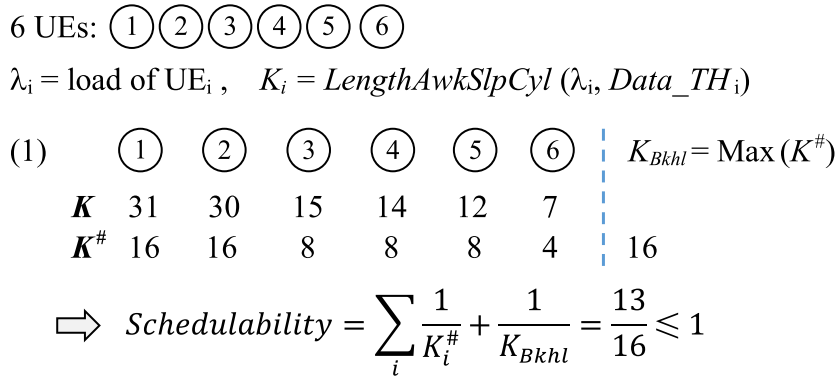 6 UEs: 1 2 3 4 5 6
λi = load of UEi , Ki = LengthAwkSlpCyl (λi, Data_TH i)
(1) 1 2 3 4 5 6 KBkhl = Max (K#)
K 31 30 15 14 12 7
K# 16 16 8 8 8 4 16
⇨ Schedulability = ∑i 1/Ki# + 1/KBkhl = 13/16 ⩽ 1